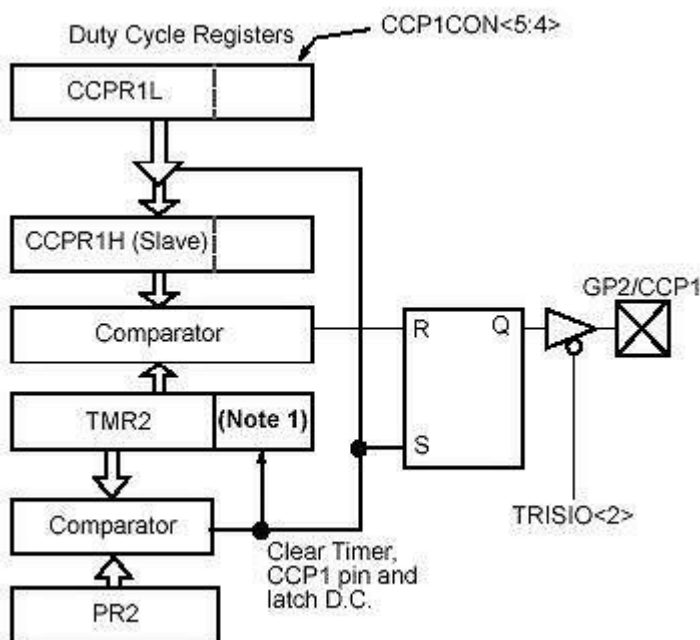 CCP1CON<5:4>
Duty Cycle Registers
CCPR1L
CCPR1H (Slave)
GP2/CCP1
Comparator
R
Q
TMR2
(Note 1)
S
Comparator
TRISIO<2>
Clear Timer,
CCP1 pin and
latch D.C.
PR2